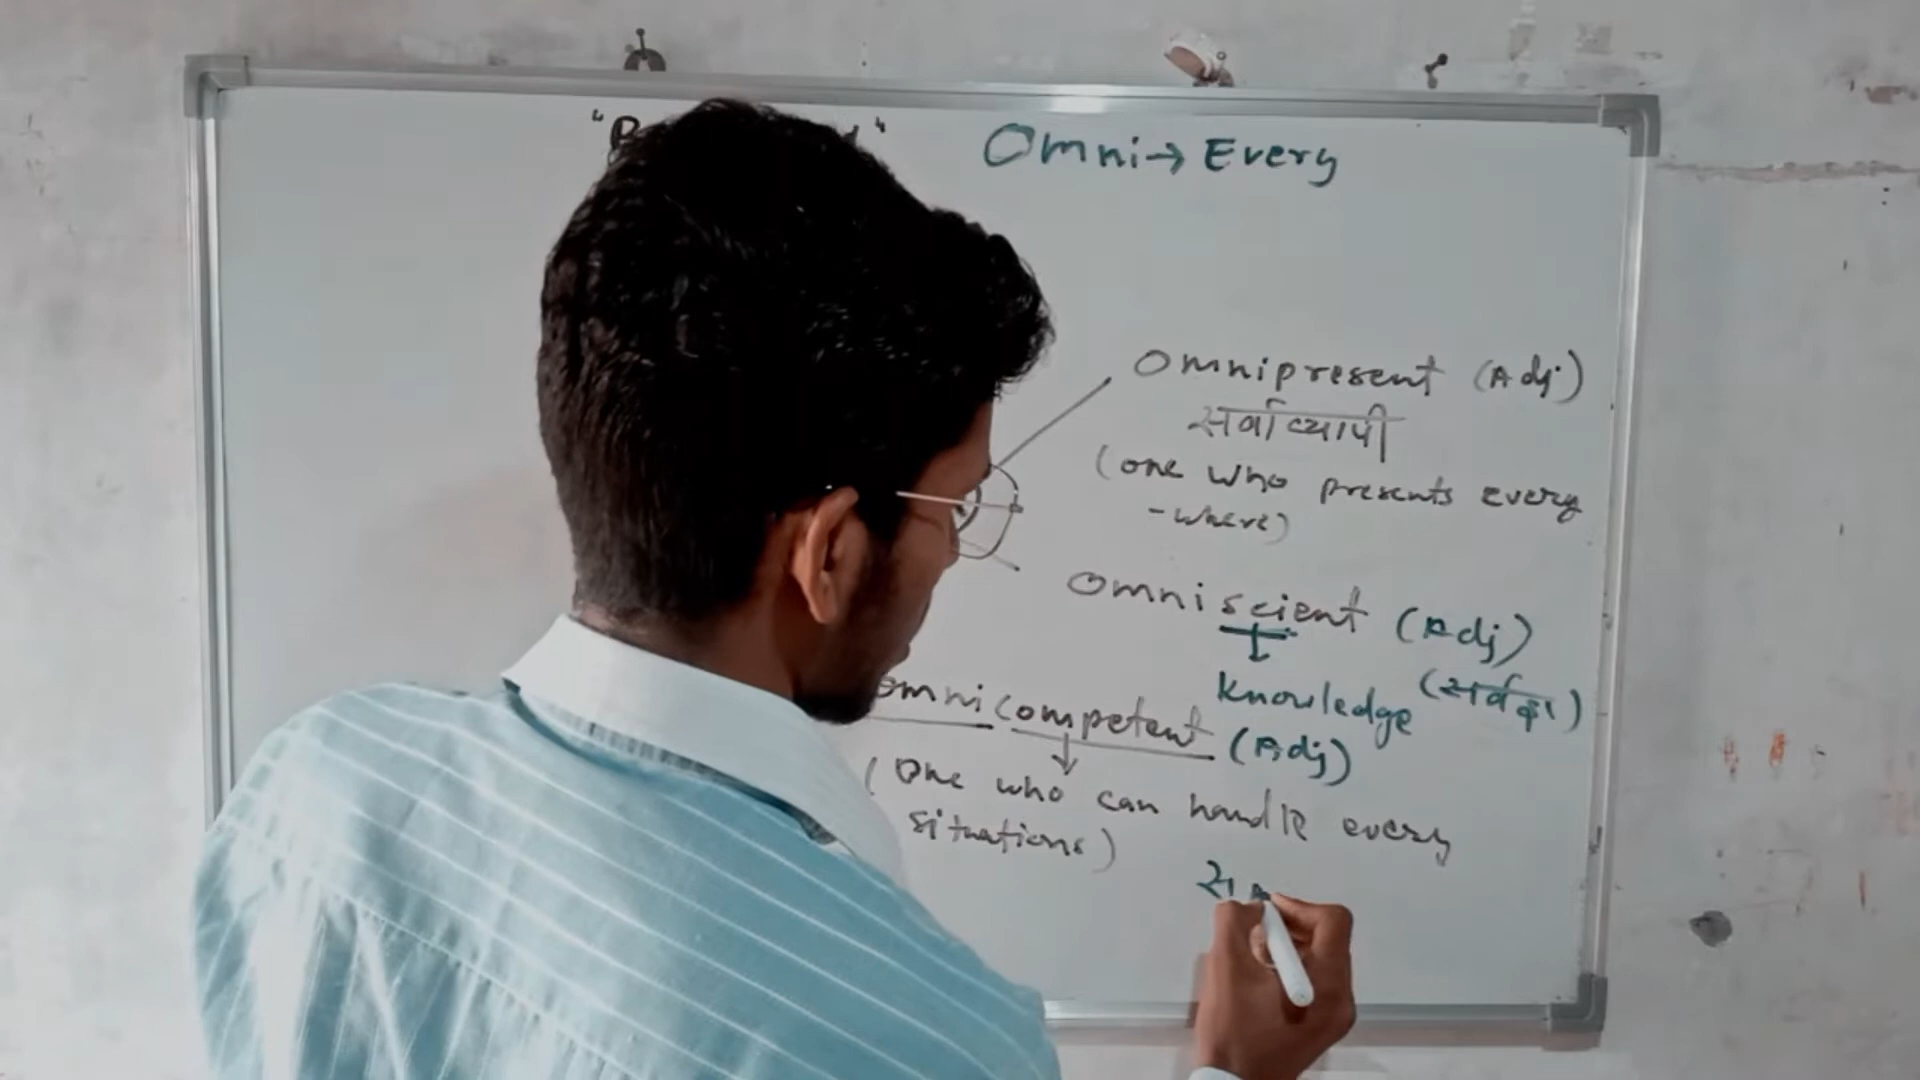 Omni → Every
Omnipresent (Adj.)
सर्वाव्यापी
(one who presents every
-where)
Omniscient (Adj)
Knowledge (सर्वज्ञ)
Omnicompetent (Adj)
(One who can handle every
situations)